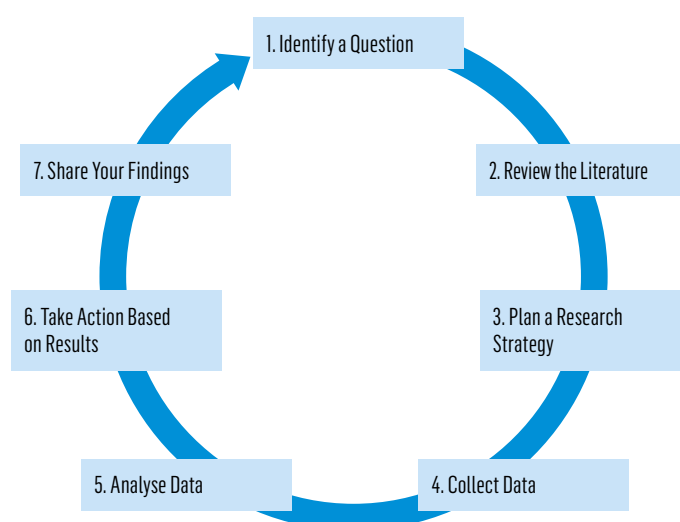 1. Identify a Question
2. Review the Literature
3. Plan a Research
Strategy
4. Collect Data
5. Analyse Data
6. Take Action Based
on Results
7. Share Your Findings